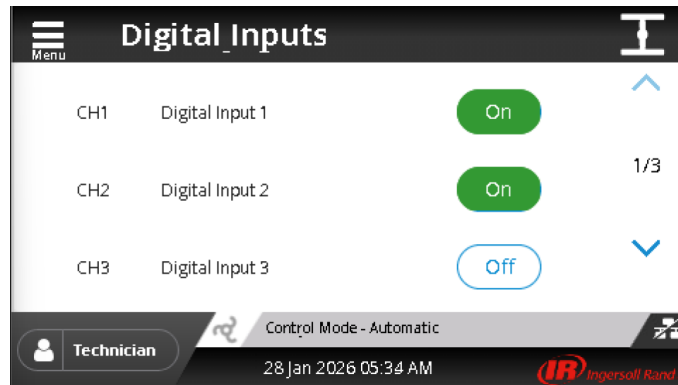 Menu
Digital_Inputs
CH1 Digital Input 1 On
1/3
CH2 Digital Input 2 On
CH3 Digital Input 3 Off
Control Mode - Automatic
Technician
28 Jan 2026 05:34 AM
IR Ingersoll Rand